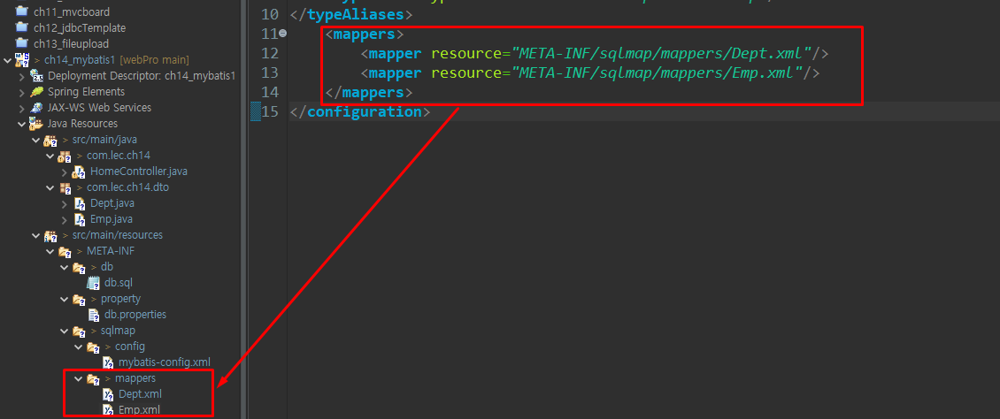 ch11_mvcboard
ch12_jdbcTemplate
ch13_fileupload
> ch14_mybatis1 [webPro main]
Deployment Descriptor: ch14_mybatis1
> Spring Elements
> JAX-WS Web Services
Java Resources
> src/main/java
> com.lec.ch14
HomeController.java
> com.lec.ch14.dto
Dept.java
Emp.java
> src/main/resources
> META-INF
> db
db.sql
> property
db.properties
> sqlmap
> config
mybatis-config.xml
> mappers
Dept.xml
Emp.xml
10 </typeAliases>
11 <mappers>
12 <mapper resource="META-INF/sqlmap/mappers/Dept.xml"/>
13 <mapper resource="META-INF/sqlmap/mappers/Emp.xml"/>
14 </mappers>
15 </configuration>